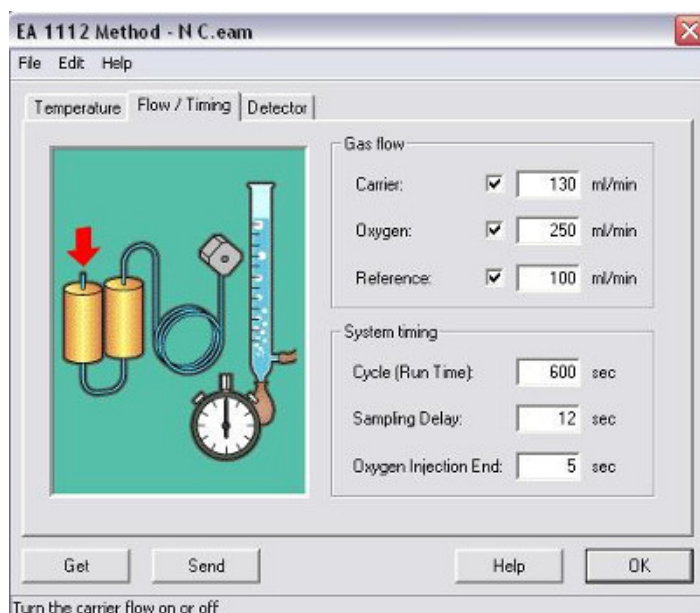 EA 1112 Method - N C.eam
File Edit Help
Temperature Flow / Timing Detector
Gas flow
Carrier: 130 ml/min
Oxygen: 250 ml/min
Reference: 100 ml/min
System timing
Cycle (Run Time): 600 sec
Sampling Delay: 12 sec
Oxygen Injection End: 5 sec
Get Send Help OK
Turn the carrier flow on or off